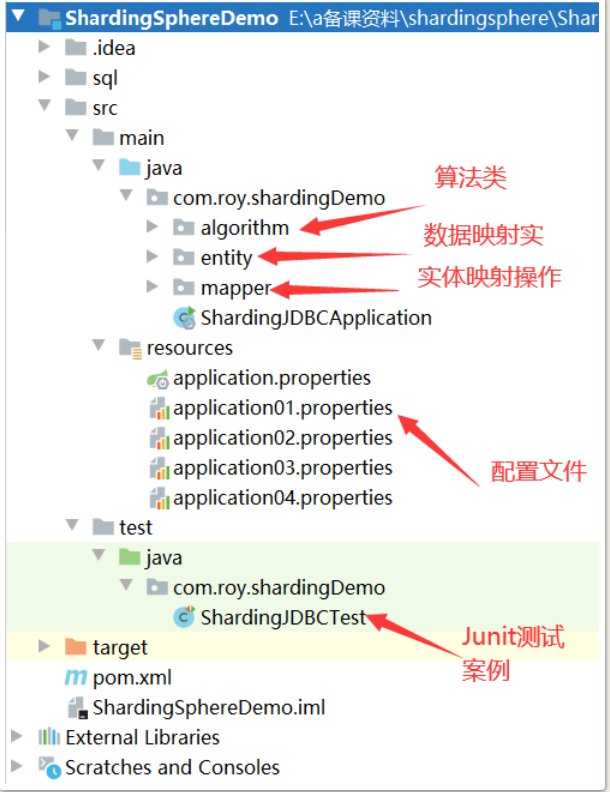 ShardingSphereDemo E:\a备课资料\shardingsphere\Shar
.idea
sql
src
main
java
算法类
com.roy.shardingDemo
algorithm
数据映射实
entity
实体映射操作
mapper
ShardingJDBCApplication
resources
application.properties
application01.properties
application02.properties
application03.properties
配置文件
application04.properties
test
java
com.roy.shardingDemo
ShardingJDBCTest
Junit测试
案例
target
pom.xml
ShardingSphereDemo.iml
External Libraries
Scratches and Consoles